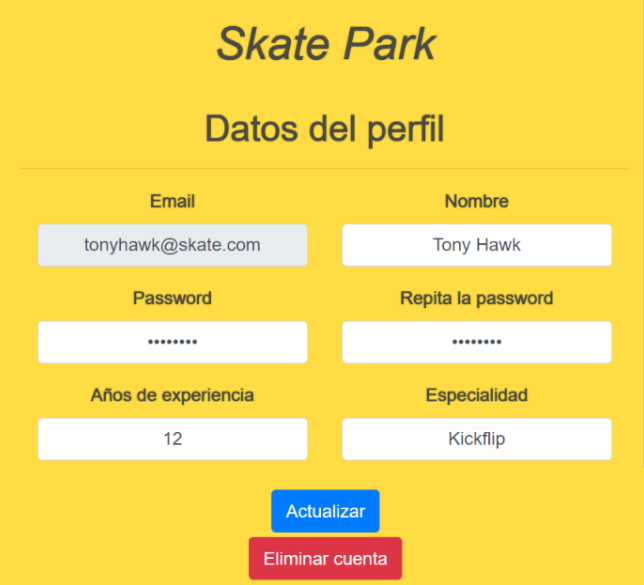 Skate Park
Datos del perfil
Email Nombre
tonyhawk@skate.com Tony Hawk
Password Repita la password
•••••••• ••••••••
Años de experiencia Especialidad
12 Kickflip
Actualizar
Eliminar cuenta